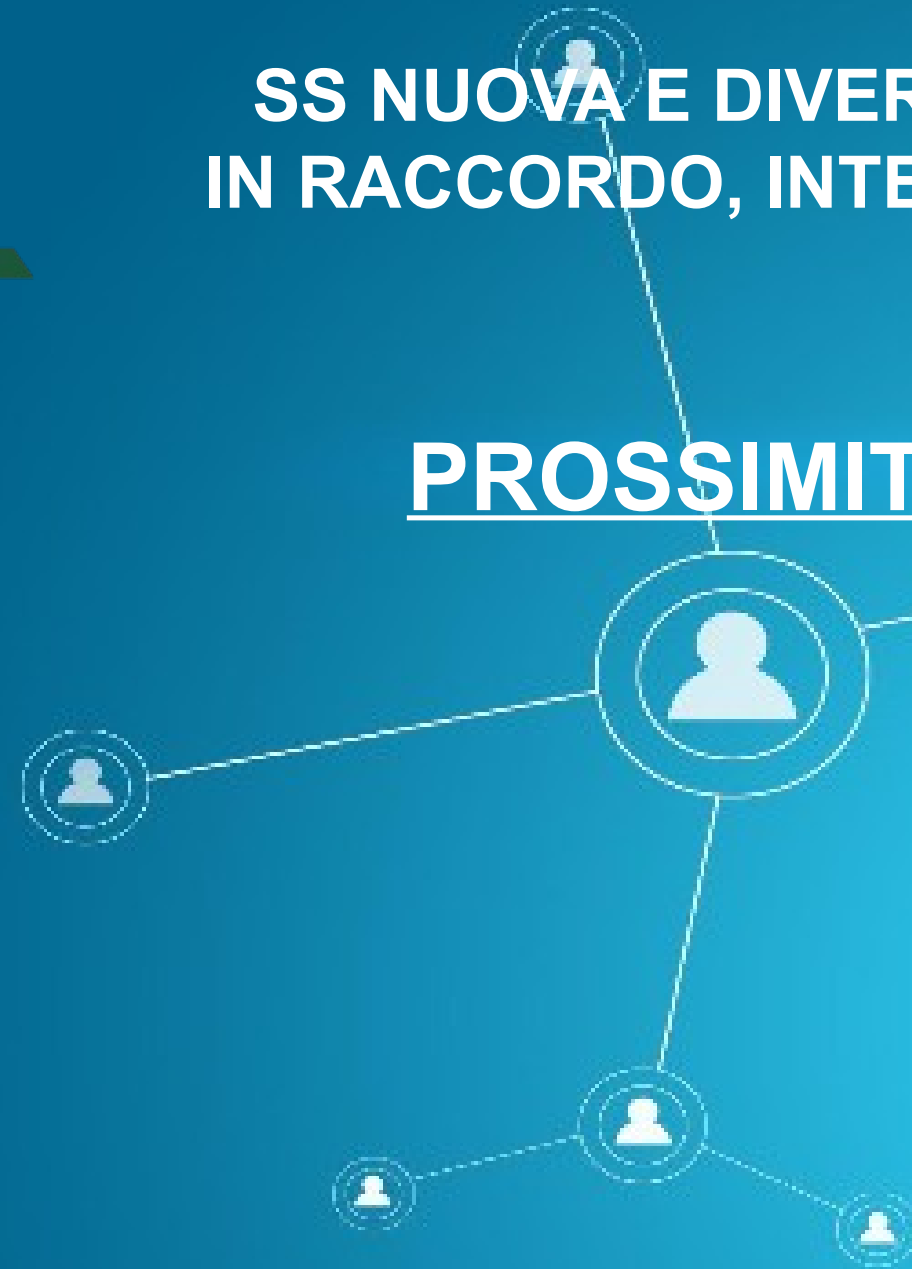 SS NUOVA E DIVER
IN RACCORDO, INTE
PROSSIMIT